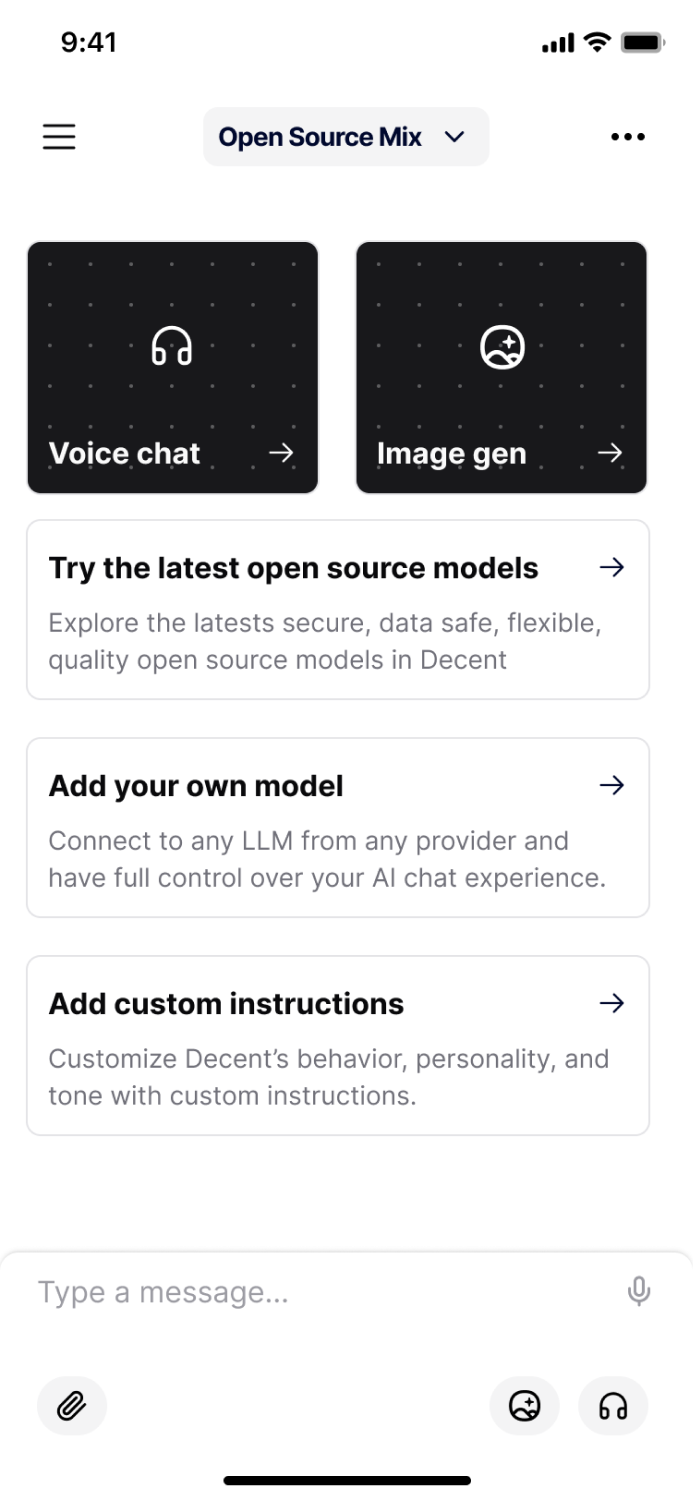 9:41
Open Source Mix
Voice chat
Image gen
Try the latest open source models
Explore the latests secure, data safe, flexible,
quality open source models in Decent
Add your own model
Connect to any LLM from any provider and
have full control over your AI chat experience.
Add custom instructions
Customize Decent’s behavior, personality, and
tone with custom instructions.
Type a message...